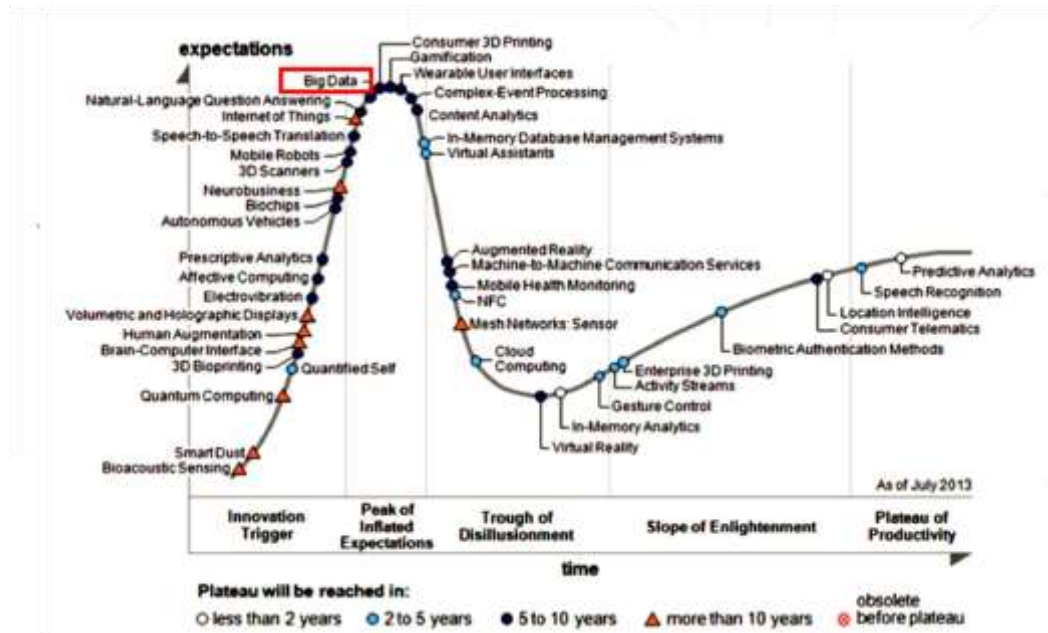 expectations
Consumer 3D Printing
Gamification
Wearable User Interfaces
Big Data
Complex-Event Processing
Natural-Language Question Answering
Internet of Things
Content Analytics
Speech-to-Speech Translation
In-Memory Database Management Systems
Virtual Assistants
Mobile Robots
3D Scanners
Neurobusiness
Biochips
Autonomous Vehicles
Augmented Reality
Prescriptive Analytics
Machine-to-Machine Communication Services
Affective Computing
Mobile Health Monitoring
Electrovibration
NFC
Volumetric and Holographic Displays
Mesh Networks: Sensor
Human Augmentation
Brain-Computer Interface
3D Bioprinting
Quantified Self
Cloud
Computing
Quantum Computing
Smart Dust
Bioacoustic Sensing
Predictive Analytics
Speech Recognition
Location Intelligence
Consumer Telematics
Biometric Authentication Methods
Enterprise 3D Printing
Activity Streams
Gesture Control
In-Memory Analytics
Virtual Reality
As of July 2013
Innovation
Trigger
Peak of
Inflated
Expectations
Trough of
Disillusionment
Slope of Enlightenment
Plateau of
Productivity
time
Plateau will be reached in:
less than 2 years
2 to 5 years
5 to 10 years
more than 10 years
obsolete
before plateau